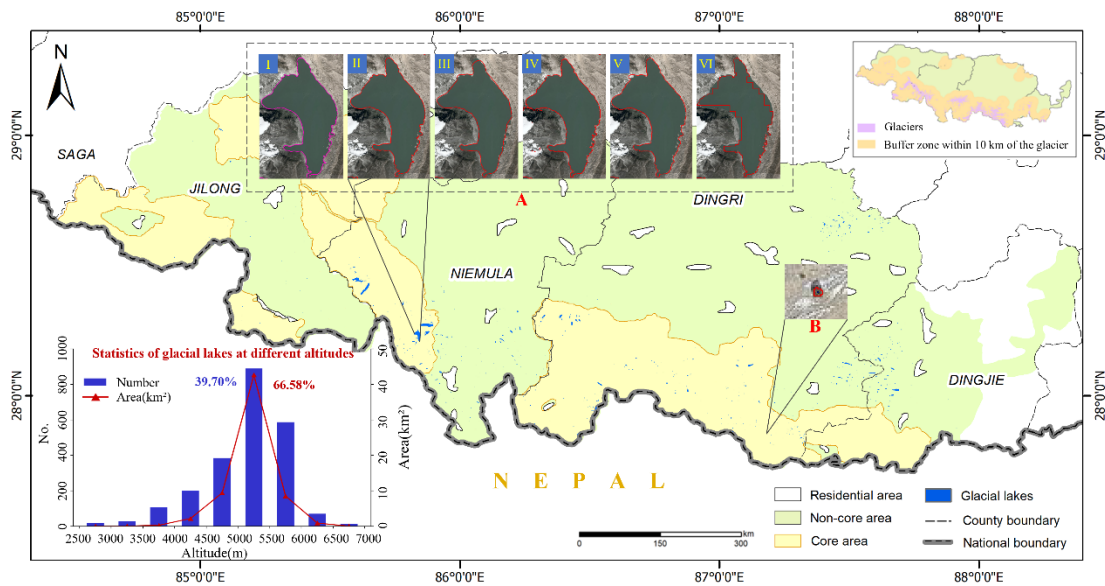 85°0'0"E 86°0'0"E 87°0'0"E 88°0'0"E
N
I II III IV V VI
Glaciers
Buffer zone within 10 km of the glacier
29°0'0"N
29°0'0"N
SAGA
JILONG
A
DINGRI
NIEMULA
B
DINGJIE
28°0'0"N
28°0'0"N
Statistics of glacial lakes at different altitudes
Number
Area(km²)
39.70%
66.58%
No.
1000
800
600
400
200
0
Area(km²)
50
40
30
20
10
0
2500 3500 4000 4500 5000 5500 6000 7000
Altitude(m)
NEPAL
0 150 300 km
Residential area
Non-core area
Core area
Glacial lakes
County boundary
National boundary
85°0'0"E 86°0'0"E 87°0'0"E 88°0'0"E